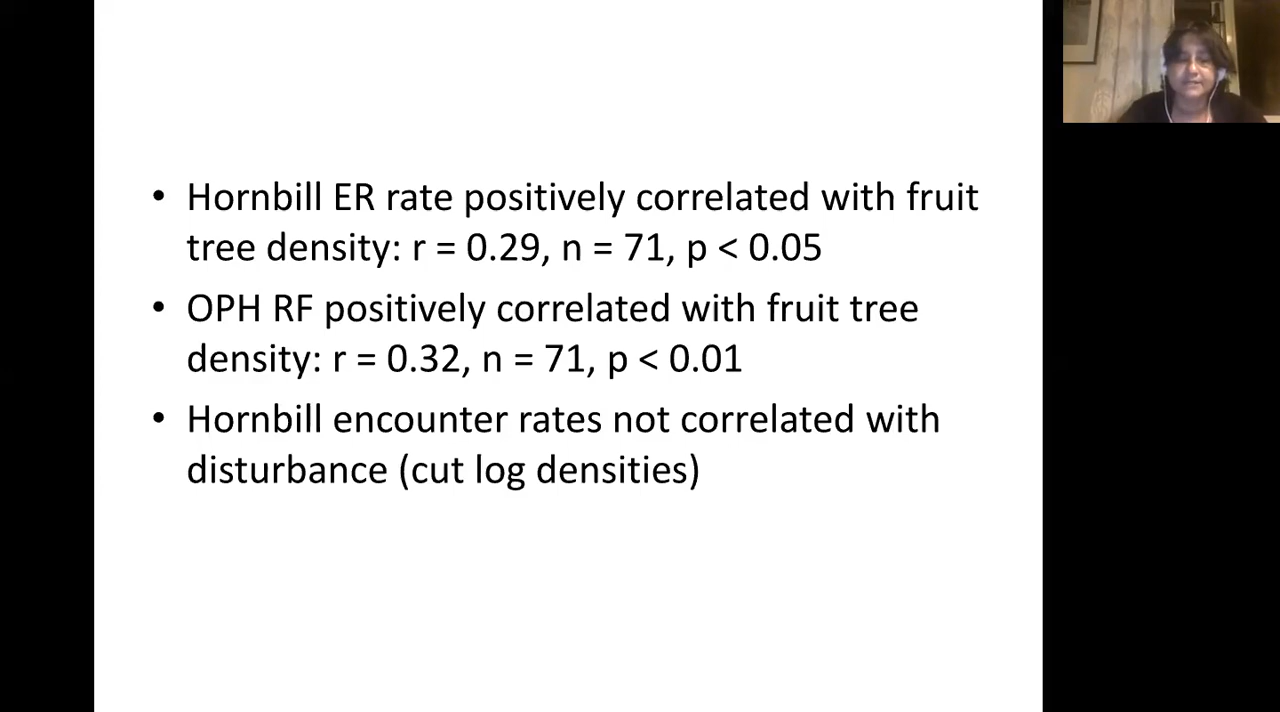 • Hornbill ER rate positively correlated with fruit
tree density: r = 0.29, n = 71, p < 0.05
• OPH RF positively correlated with fruit tree
density: r = 0.32, n = 71, p < 0.01
• Hornbill encounter rates not correlated with
disturbance (cut log densities)